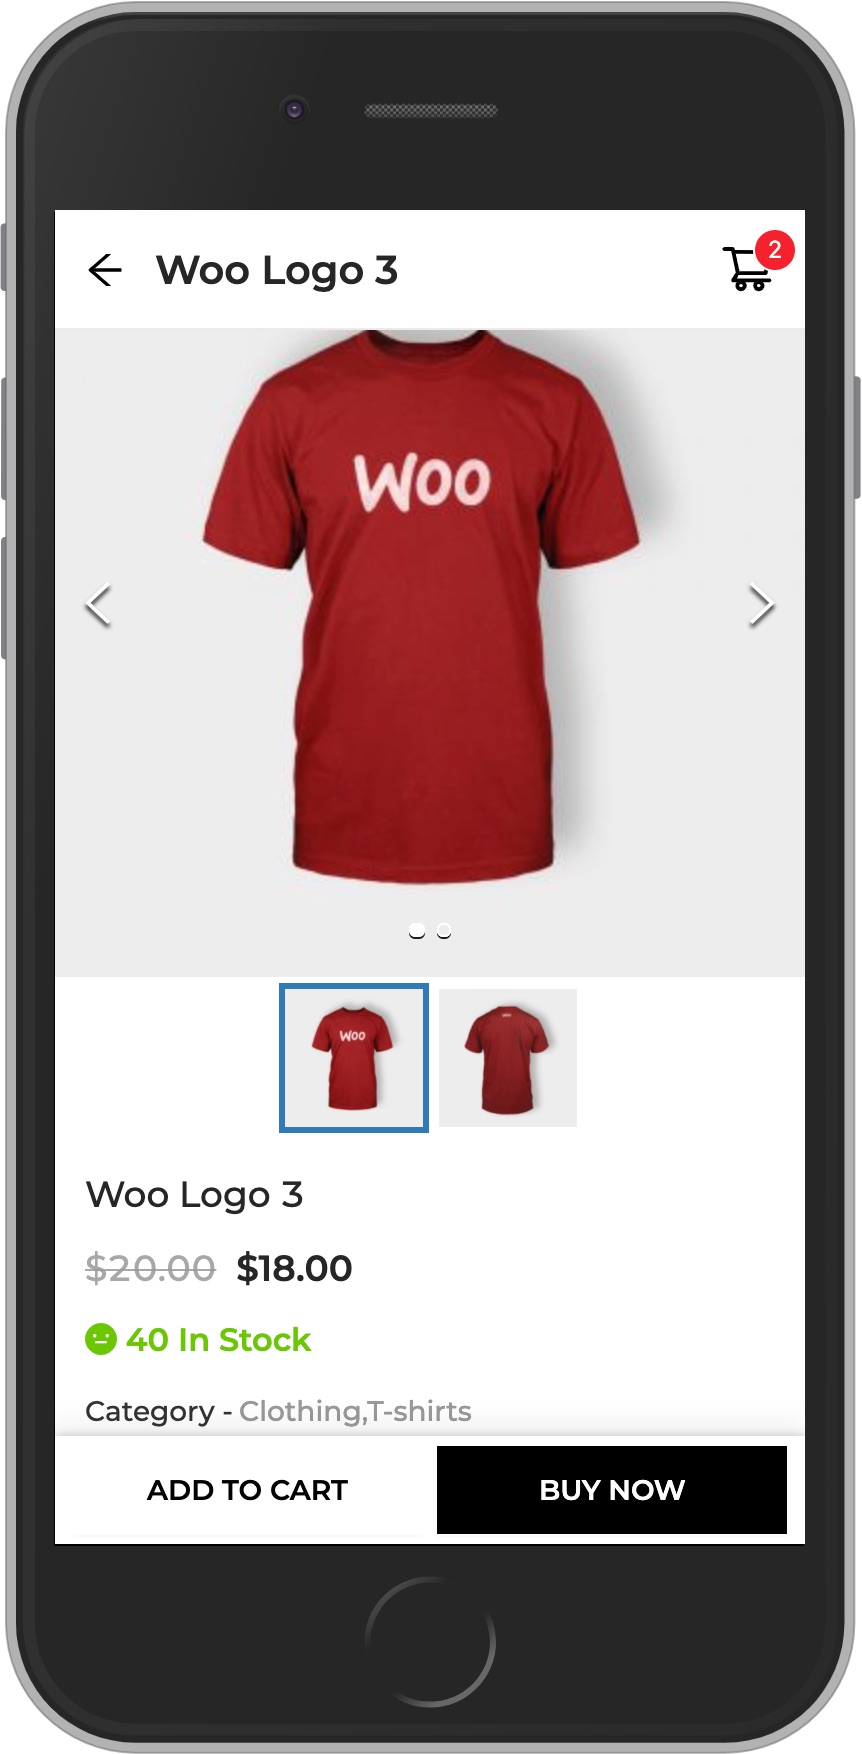 Woo Logo 3
2
Woo
Woo
Woo Logo 3
$20.00 $18.00
40 In Stock
Category - Clothing,T-shirts
ADD TO CART
BUY NOW